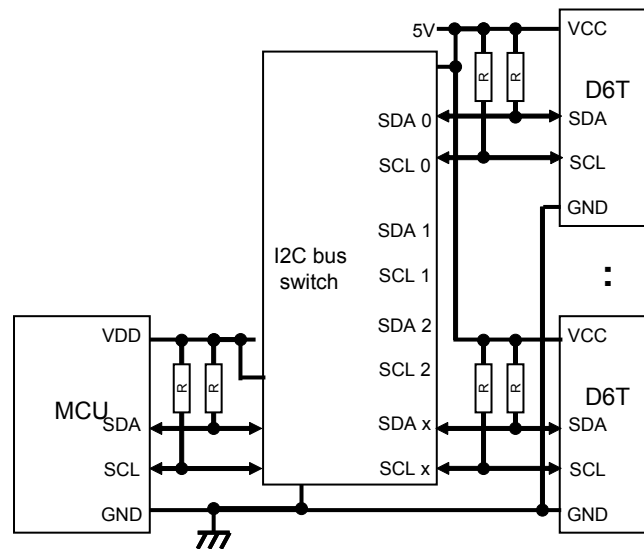 5V
VCC
R
R
D6T
SDA 0
SDA
SCL 0
SCL
GND
SDA 1
I2C bus
switch
SCL 1
:
SDA 2
VDD
VCC
SCL 2
R
R
R
R
MCU
D6T
SDA
SDA x
SDA
SCL
SCL x
SCL
GND
GND